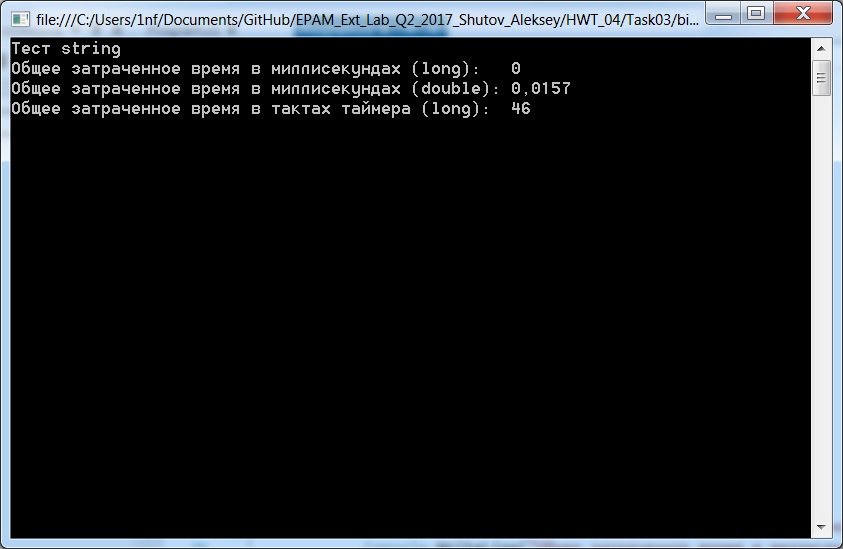 file:///C:/Users/1nf/Documents/GitHub/EPAM_Ext_Lab_Q2_2017_Shutov_Aleksey/HWT_04/Task03/bi...
Тест string
Общее затраченное время в миллисекундах (long):   0
Общее затраченное время в миллисекундах (double): 0,0157
Общее затраченное время в тактах таймера (long):  46